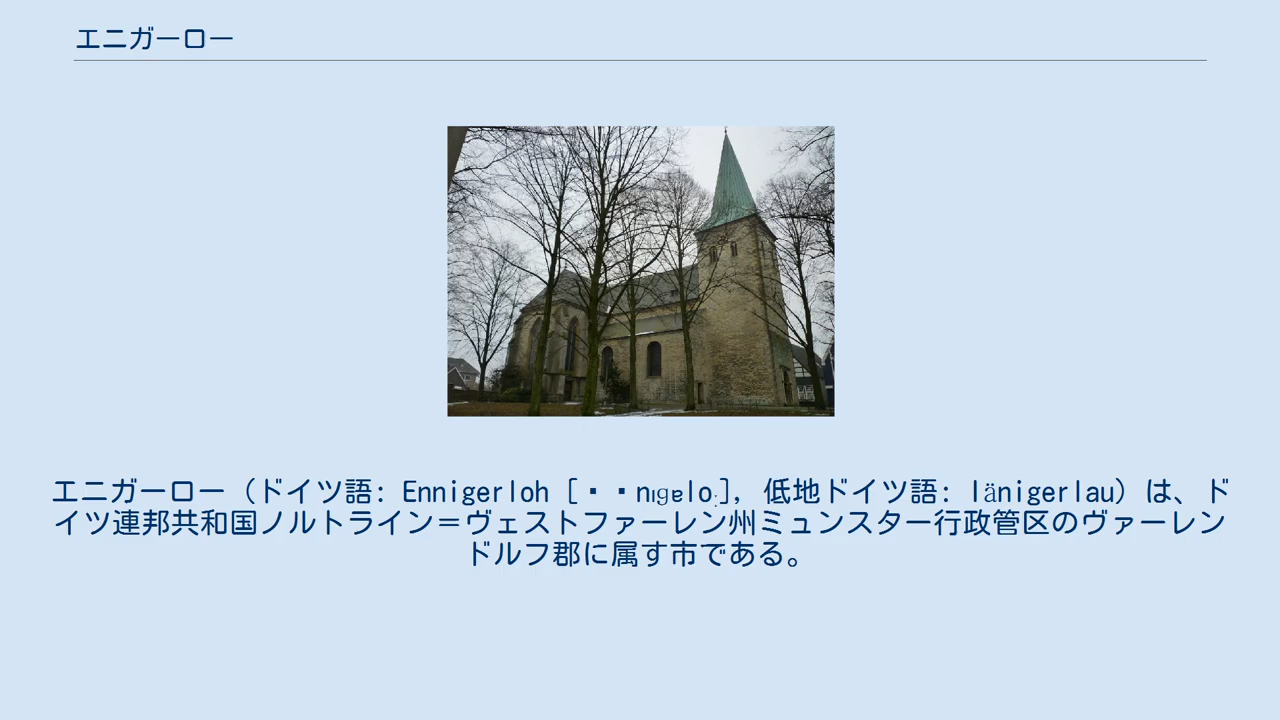 エニガーロー
エニガーロー（ドイツ語: Ennigerloh [▪▪nɪɡɐloː], 低地ドイツ語: länigerlau）は、ド
イツ連邦共和国ノルトライン＝ヴェストファーレン州ミュンスター行政管区のヴァーレン
ドルフ郡に属す市である。